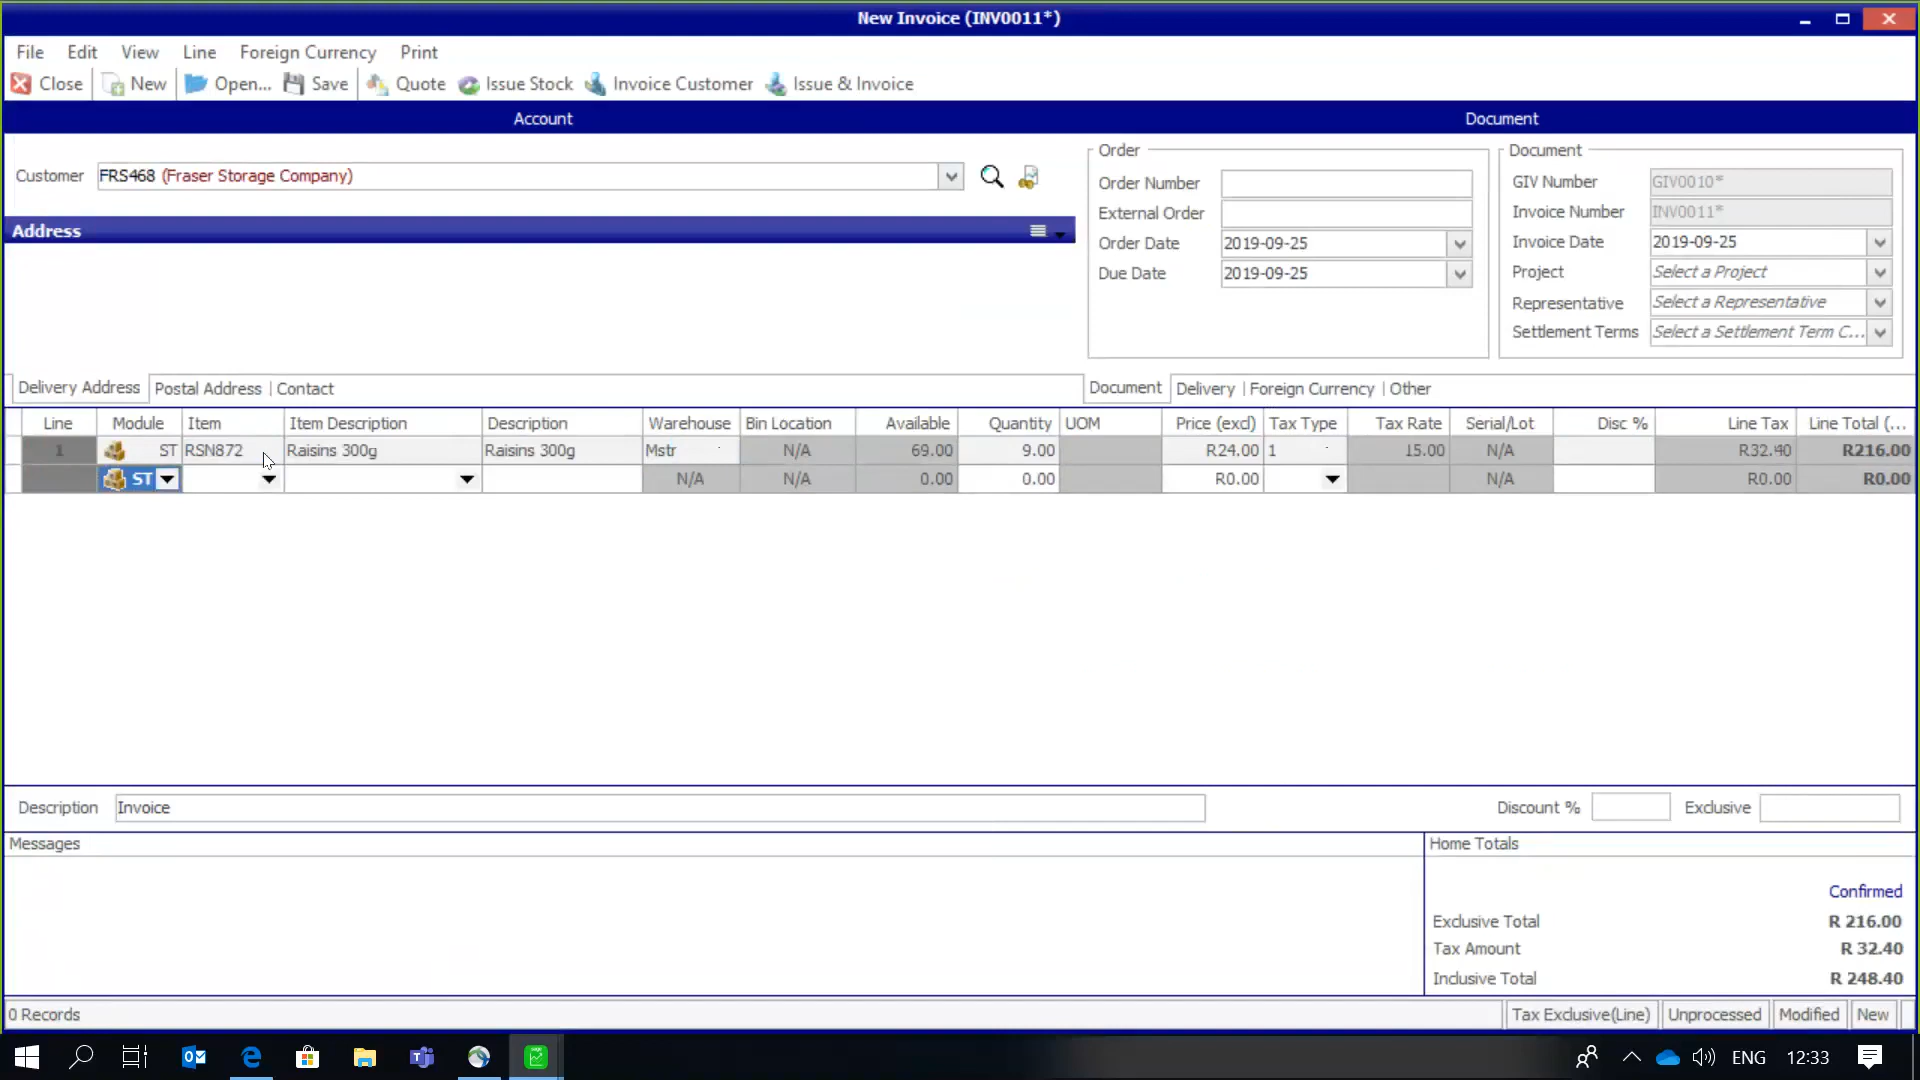 New Invoice (INV0011*)
File Edit View Line Foreign Currency Print
Close New Open... Save Quote Issue Stock Invoice Customer Issue & Invoice
Account Document
Customer FRS468 (Fraser Storage Company)
Address
Order
Order Number
External Order
Order Date 2019-09-25
Due Date 2019-09-25
Document
GIV Number GIV0010*
Invoice Number INV0011*
Invoice Date 2019-09-25
Project Select a Project
Representative Select a Representative
Settlement Terms Select a Settlement Term C...
Delivery Address Postal Address | Contact
Document Delivery | Foreign Currency | Other
Line Module Item Item Description Description Warehouse Bin Location Available Quantity UOM Price (excl) Tax Type Tax Rate Serial/Lot Disc % Line Tax Line Total (...
1 ST RSN872 Raisins 300g Raisins 300g Mstr N/A 69.00 9.00 R24.00 1 15.00 N/A R32.40 R216.00
ST N/A N/A 0.00 0.00 R0.00 N/A R0.00 R0.00
Description Invoice Discount % Exclusive
Messages
Home Totals
Confirmed
Exclusive Total R 216.00
Tax Amount R 32.40
Inclusive Total R 248.40
0 Records Tax Exclusive(Line) Unprocessed Modified New
ENG 12:33